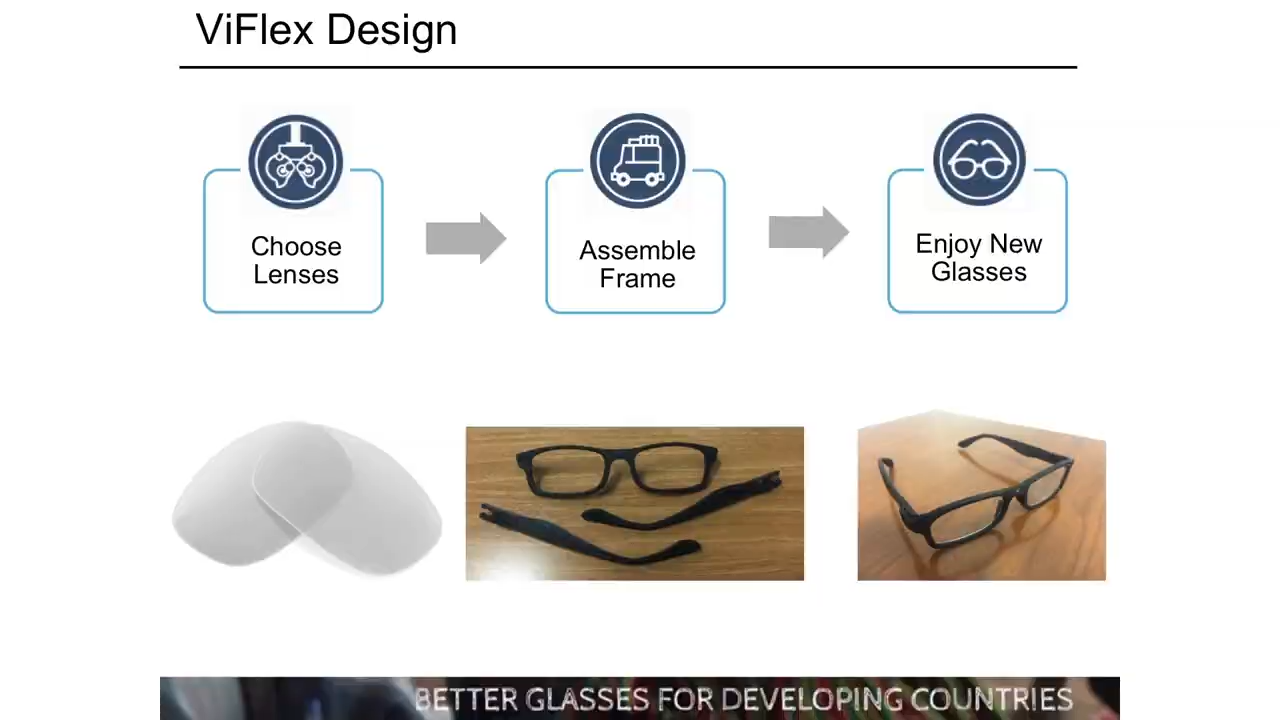 ViFlex Design
Choose
Lenses
Assemble
Frame
Enjoy New
Glasses
BETTER GLASSES FOR DEVELOPING COUNTRIES